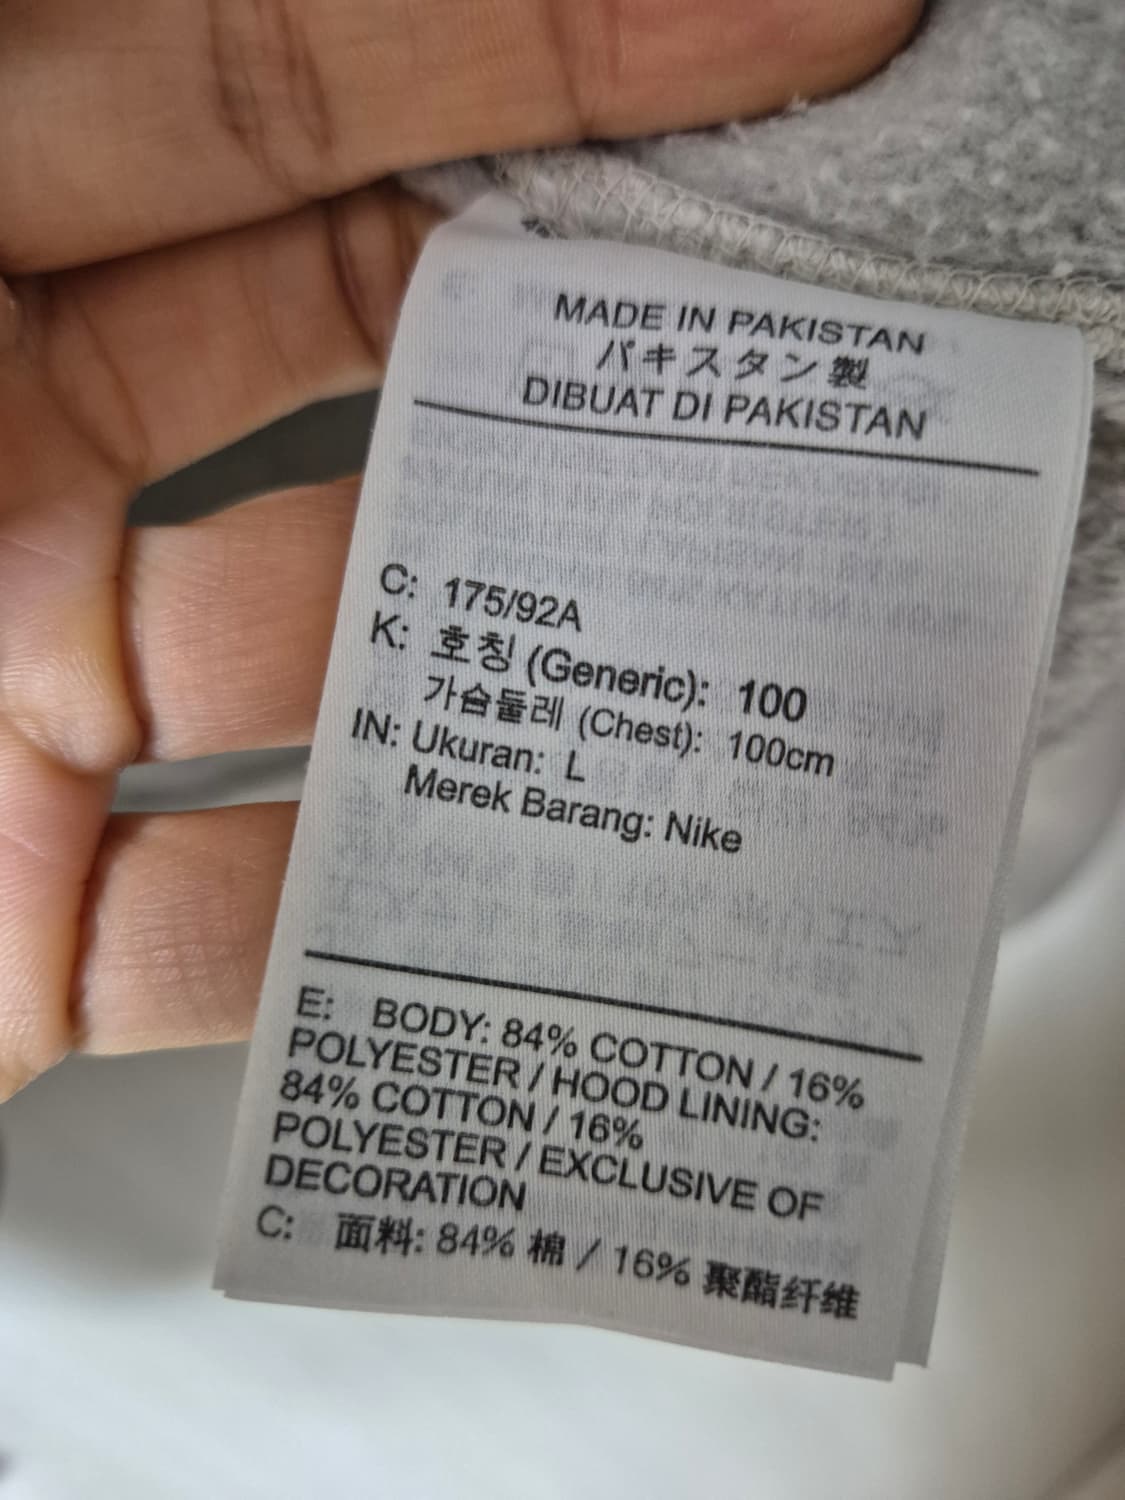 MADE IN PAKISTAN
パキスタン製
DIBUAT DI PAKISTAN
C: 175/92A
K: 호칭 (Generic): 100
가슴둘레 (Chest): 100cm
IN: Ukuran: L
Merek Barang: Nike
E: BODY: 84% COTTON / 16%
POLYESTER / HOOD LINING:
84% COTTON / 16%
POLYESTER / EXCLUSIVE OF
DECORATION
C: 面料: 84% 棉 / 16% 聚酯纤维